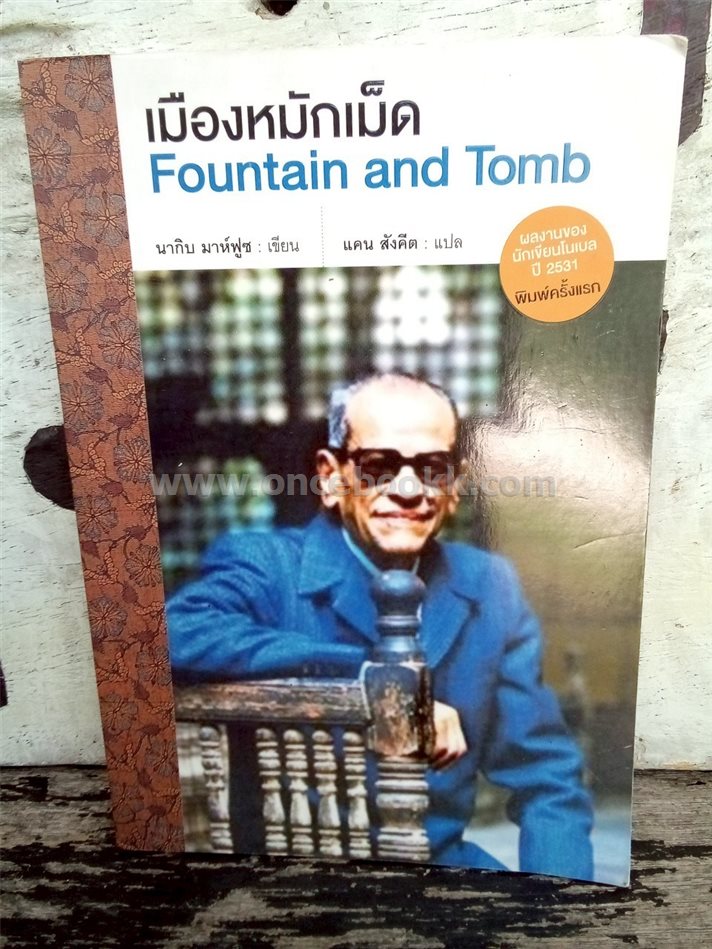 เมืองหมักเม็ด
Fountain and Tomb
นากิบ มาห์ฟูซ : เขียน
แคน สังคีต : แปล
ผลงานของ
นักเขียนโนเบล
ปี 2531
พิมพ์ครั้งแรก
www.oncebookk.com